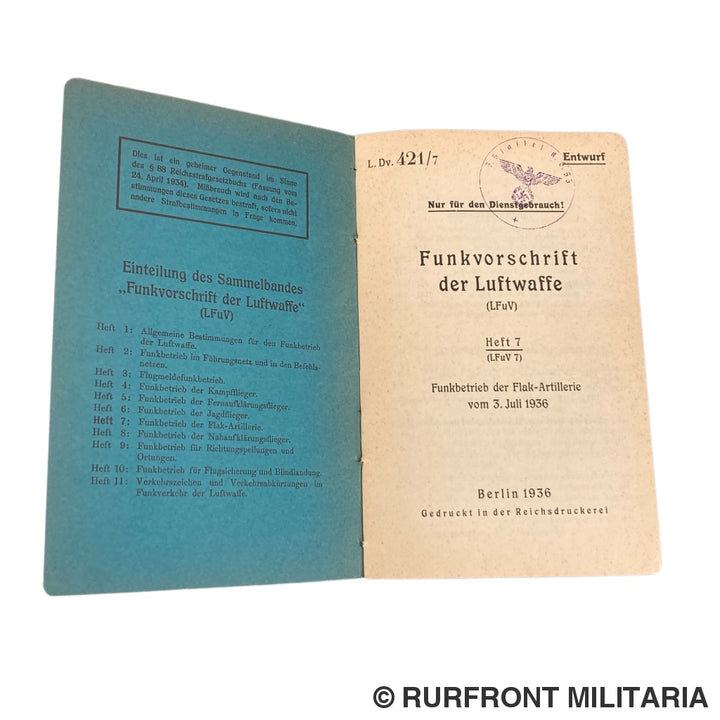 Dies ist ein geheimer Gegenstand im Sinne
des § 88 Reichsstrafgesetzbuchs (Fassung vom
24. April 1934). Mißbrauch wird nach den Be-
stimmungen dieses Gesetzes bestraft, sofern nicht
andere Strafbestimmungen in Frage kommen.
Einteilung des Sammelbandes
„Funkvorschrift der Luftwaffe“
(LFuV)
Heft 1: Allgemeine Bestimmungen für den Funkbetrieb
der Luftwaffe.
Heft 2: Funkbetrieb im Führungsnetz und in den Befehls-
netzen.
Heft 3: Flugmeldefunkbetrieb.
Heft 4: Funkbetrieb der Kampfflieger.
Heft 5: Funkbetrieb der Fernaufklärungsflieger.
Heft 6: Funkbetrieb der Jagdflieger.
Heft 7: Funkbetrieb der Flak-Artillerie.
Heft 8: Funkbetrieb der Nahaufklärungsflieger.
Heft 9: Funkbetrieb für Richtungspeilungen und
Ortungen.
Heft 10: Funkbetrieb für Flugsicherung und Blindlandung.
Heft 11: Verkehrszeichen und Verkehrsabkürzungen im
Funkverkehr der Luftwaffe.
L. Dv. 421/7
Entwurf
Nur für den Dienstgebrauch!
Funkvorschrift
der Luftwaffe
(LFuV)
Heft 7
(LFuV 7)
Funkbetrieb der Flak-Artillerie
vom 3. Juli 1936
Berlin 1936
Gedruckt in der Reichsdruckerei
© RURFRONT MILITARIA